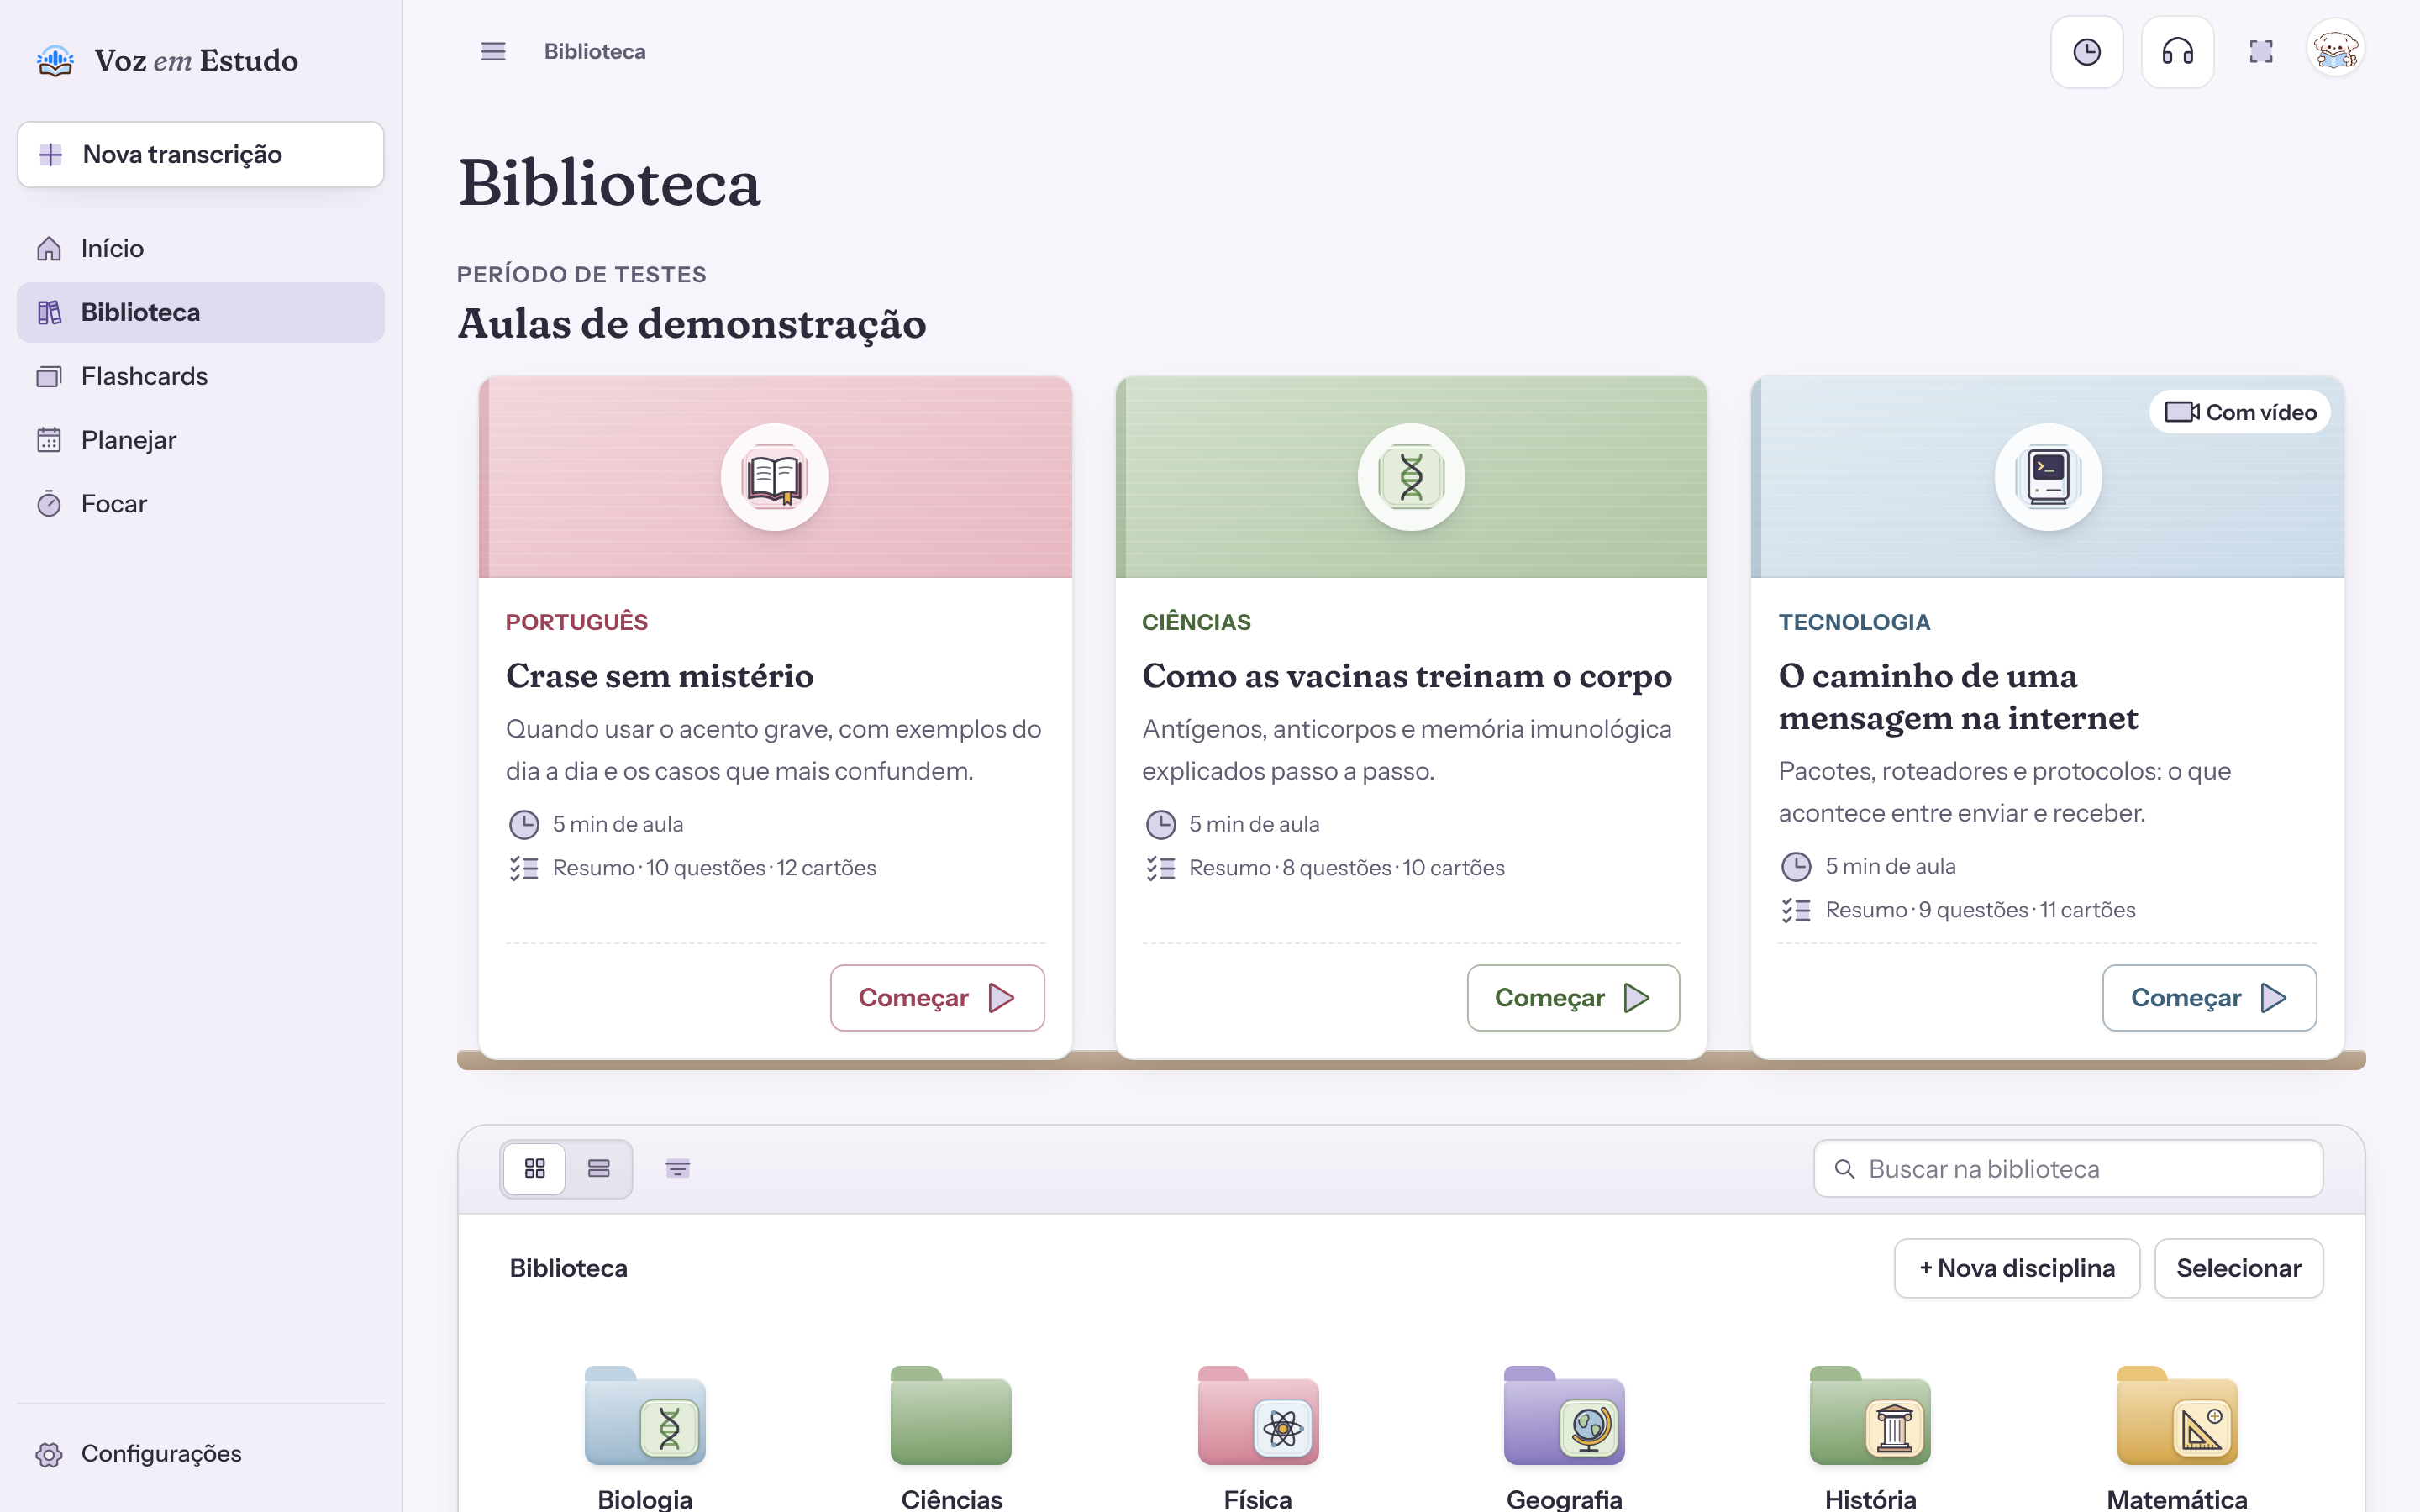 Voz em Estudo
Nova transcrição
Início
Biblioteca
Flashcards
Planejar
Focar
Configurações
Biblioteca
Biblioteca
PERÍODO DE TESTES
Aulas de demonstração
PORTUGUÊS
Crase sem mistério
Quando usar o acento grave, com exemplos do
dia a dia e os casos que mais confundem.
5 min de aula
Resumo · 10 questões · 12 cartões
Começar
CIÊNCIAS
Como as vacinas treinam o corpo
Antígenos, anticorpos e memória imunológica
explicados passo a passo.
5 min de aula
Resumo · 8 questões · 10 cartões
Começar
Com vídeo
TECNOLOGIA
O caminho de uma
mensagem na internet
Pacotes, roteadores e protocolos: o que
acontece entre enviar e receber.
5 min de aula
Resumo · 9 questões · 11 cartões
Começar
Buscar na biblioteca
Biblioteca
+ Nova disciplina
Selecionar
Biologia
Ciências
Física
Geografia
História
Matemática